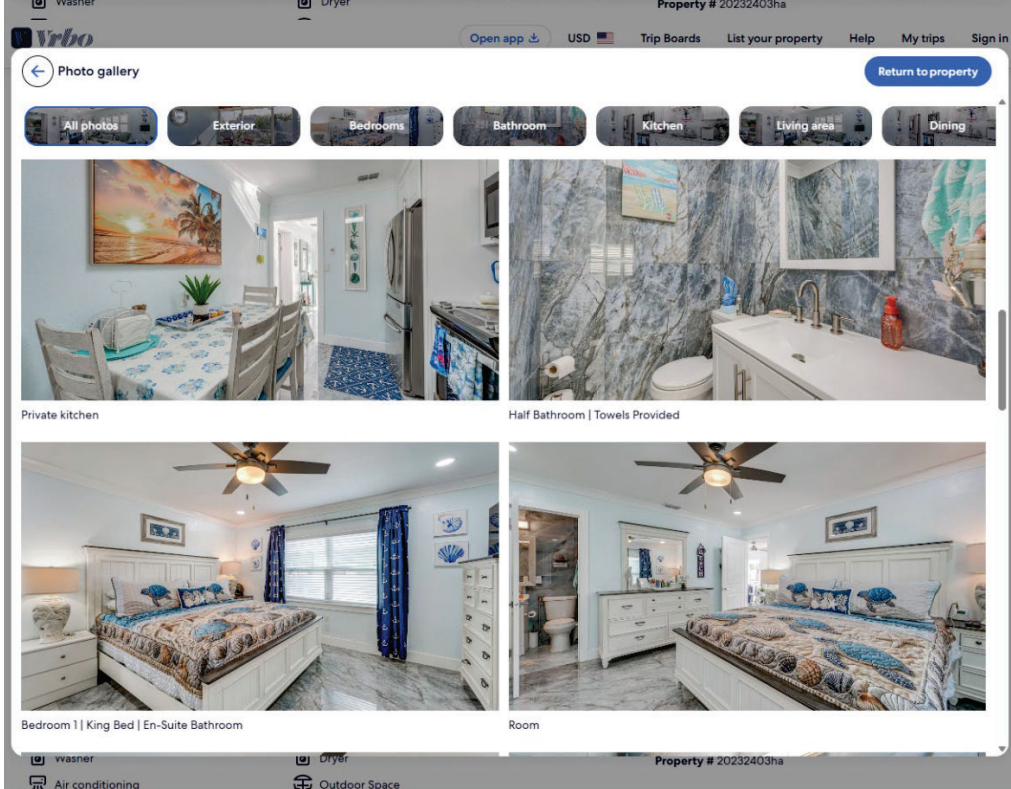 Washer
Dryer
Property # 20232403ha
Vrbo
Open app
USD
Trip Boards
List your property
Help
My trips
Sign in
Photo gallery
Return to property
All photos
Exterior
Bedrooms
Bathroom
Kitchen
Living area
Dining
Private kitchen
Half Bathroom | Towels Provided
Bedroom 1 | King Bed | En-Suite Bathroom
Room
Washer
Dryer
Property # 20232403ha
Air conditioning
Outdoor Space